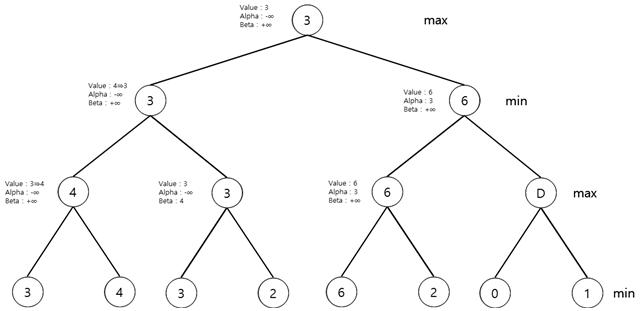 Value : 3
Alpha : -∞
Beta : +∞
3
max
Value : 4⇒3
Alpha : -∞
Beta : +∞
3
Value : 6
Alpha : 3
Beta : +∞
6
min
Value : 3⇒4
Alpha : -∞
Beta : +∞
4
Value : 3
Alpha : -∞
Beta : 4
3
Value : 6
Alpha : 3
Beta : +∞
6
D
max
3
4
3
2
6
2
0
1
min